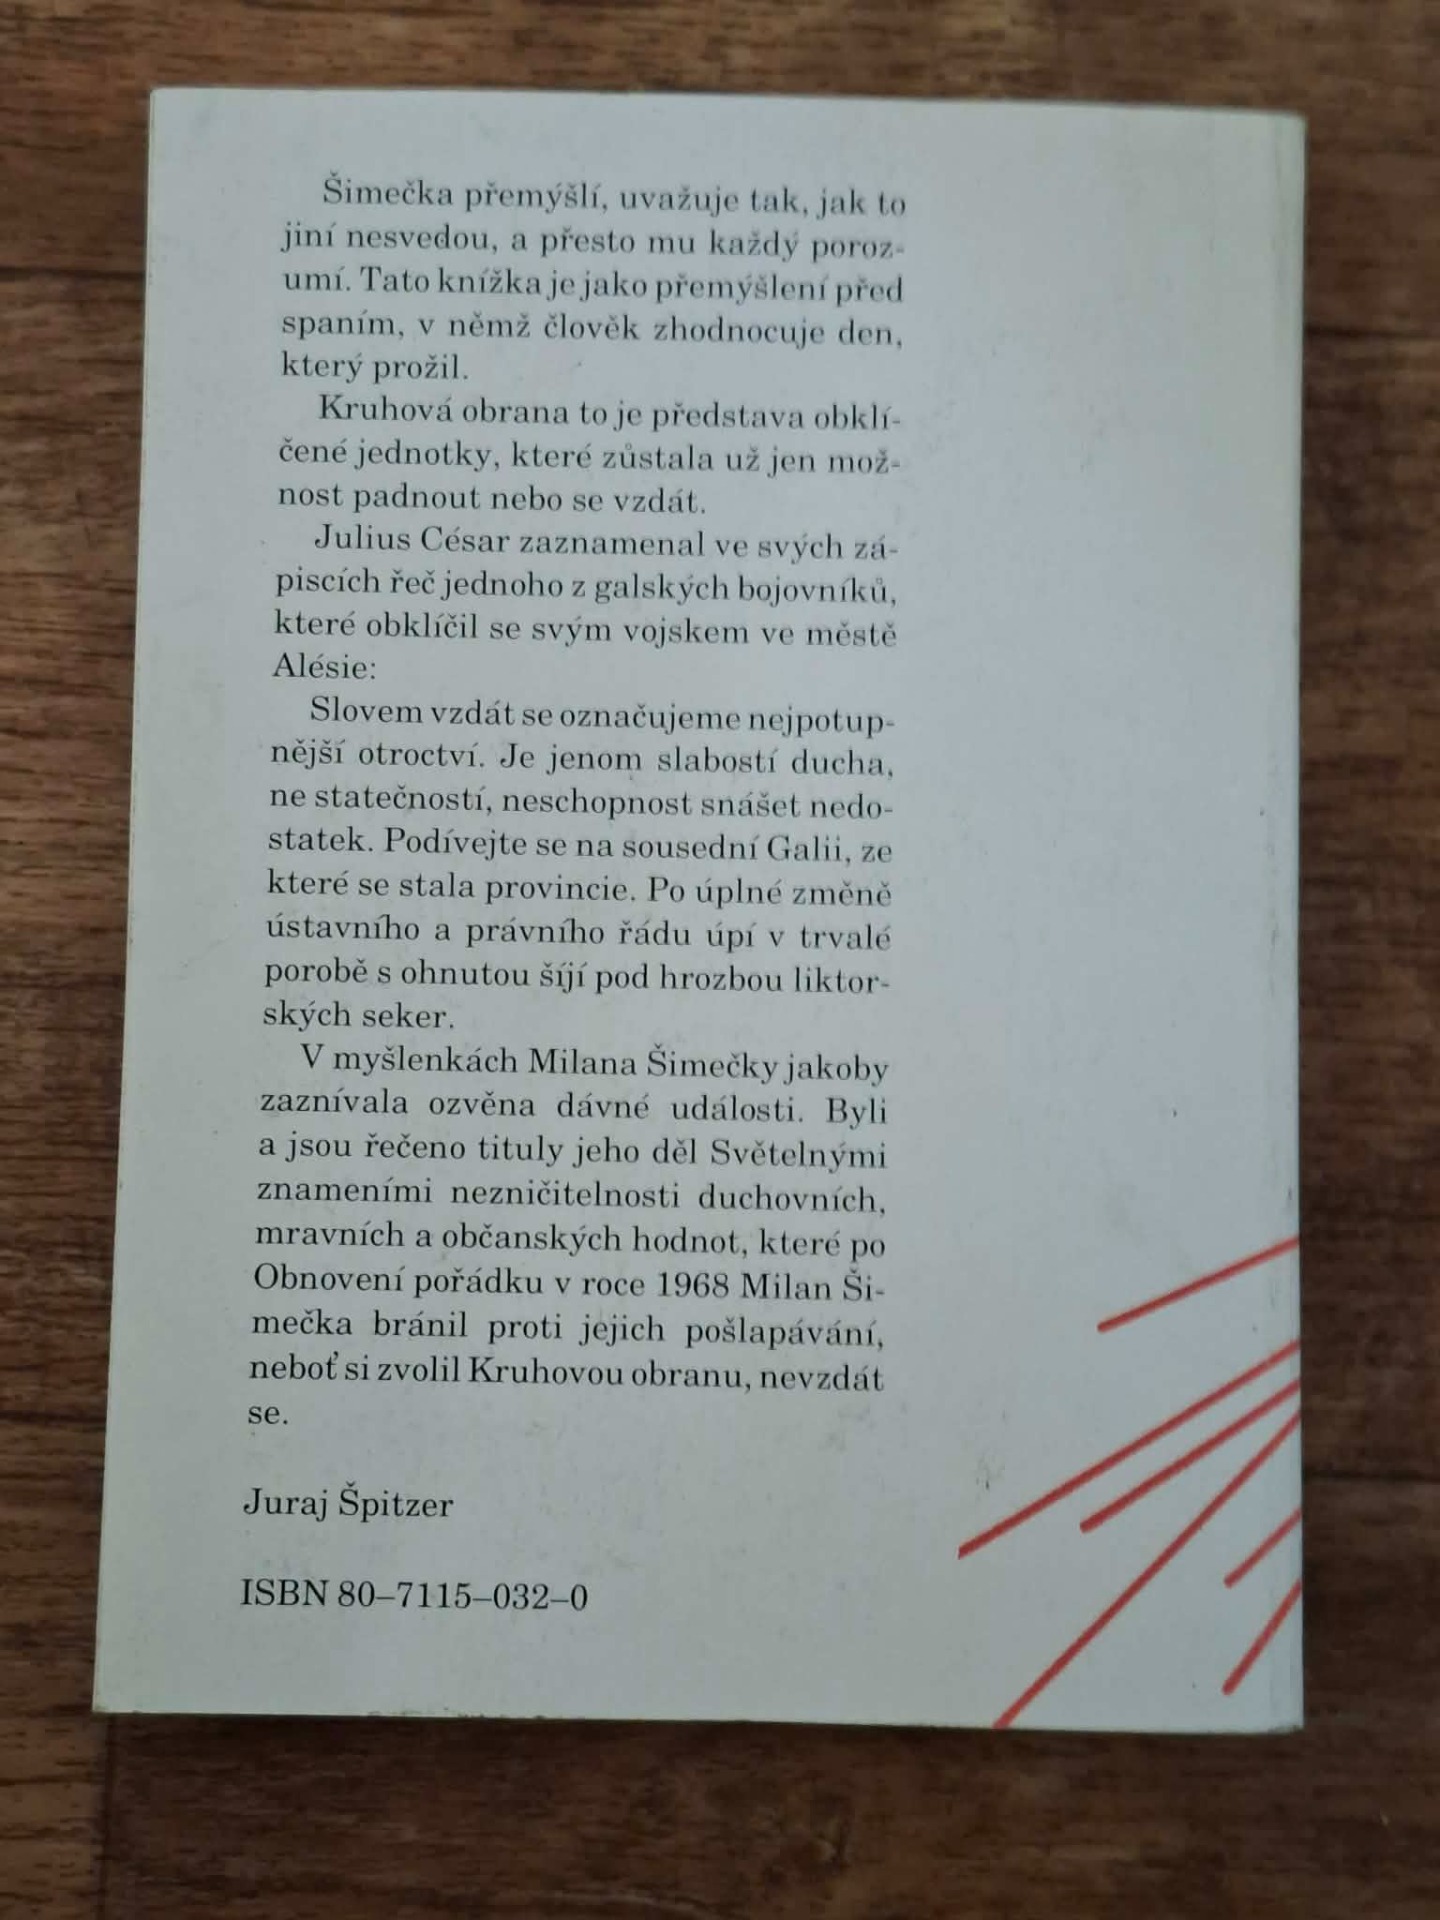 Šimečka přemýšlí, uvažuje tak, jak to
jiní nesvedou, a přesto mu každý poroz-
umí. Tato knížka je jako přemýšlení před
spaním, v němž člověk zhodnocuje den,
který prožil.
Kruhová obrana to je představa obklí-
čené jednotky, které zůstala už jen mož-
nost padnout nebo se vzdát.
Julius César zaznamenal ve svých zá-
piscích řeč jednoho z galských bojovníků,
které obklíčil se svým vojskem ve městě
Alésie:
Slovem vzdát se označujeme nejpotup-
nější otroctví. Je jenom slabostí ducha,
ne statečností, neschopnost snášet nedo-
statek. Podívejte se na sousední Galii, ze
které se stala provincie. Po úplné změně
ústavního a právního řádu úpí v trvalé
porobě s ohnutou šíjí pod hrozbou liktor-
ských seker.
V myšlenkách Milana Šimečky jakoby
zaznívala ozvěna dávné události. Byli
a jsou řečeno tituly jeho děl Světelnými
znameními nezničitelnosti duchovních,
mravních a občanských hodnot, které po
Obnovení pořádku v roce 1968 Milan Ši-
mečka bránil proti jejich pošlapávání,
neboť si zvolil Kruhovou obranu, nevzdát
se.
Juraj Špitzer
ISBN 80–7115–032–0